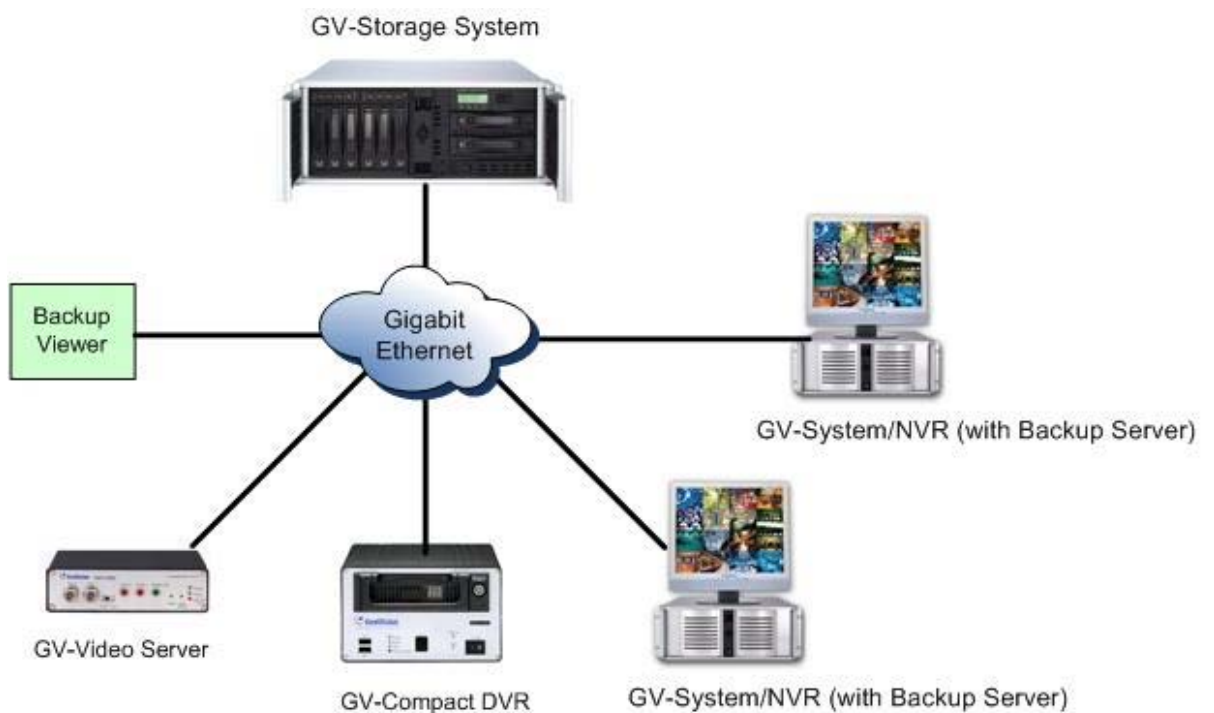 GV-Storage System
Backup
Viewer
Gigabit
Ethernet
GV-System/NVR (with Backup Server)
GV-Video Server
GV-Compact DVR
GV-System/NVR (with Backup Server)